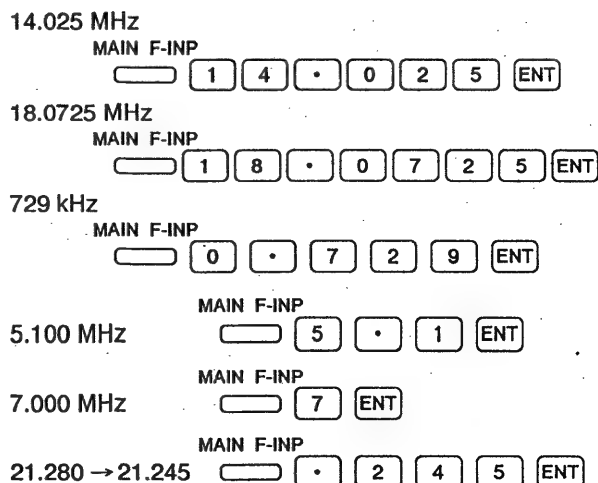 14.025 MHz
MAIN F-INP
1 4 • 0 2 5 ENT
18.0725 MHz
MAIN F-INP
1 8 • 0 7 2 5 ENT
729 kHz
MAIN F-INP
0 • 7 2 9 ENT
MAIN F-INP
5.100 MHz 5 • 1 ENT
MAIN F-INP
7.000 MHz 7 ENT
MAIN F-INP
21.280 → 21.245 • 2 4 5 ENT